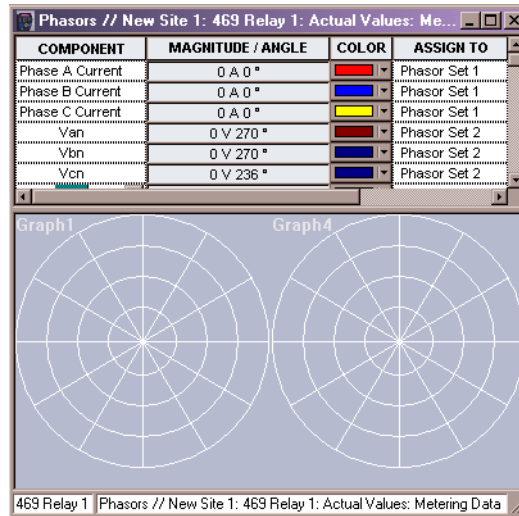 Phasors // New Site 1: 469 Relay 1: Actual Values: Me...
COMPONENT MAGNITUDE / ANGLE COLOR ASSIGN TO
Phase A Current 0 A 0 ° Phasor Set 1
Phase B Current 0 A 0 ° Phasor Set 1
Phase C Current 0 A 0 ° Phasor Set 1
Van 0 V 270 ° Phasor Set 2
Vbn 0 V 270 ° Phasor Set 2
Vcn 0 V 236 ° Phasor Set 2
Graph1 Graph4
469 Relay 1 Phasors // New Site 1: 469 Relay 1: Actual Values: Metering Data